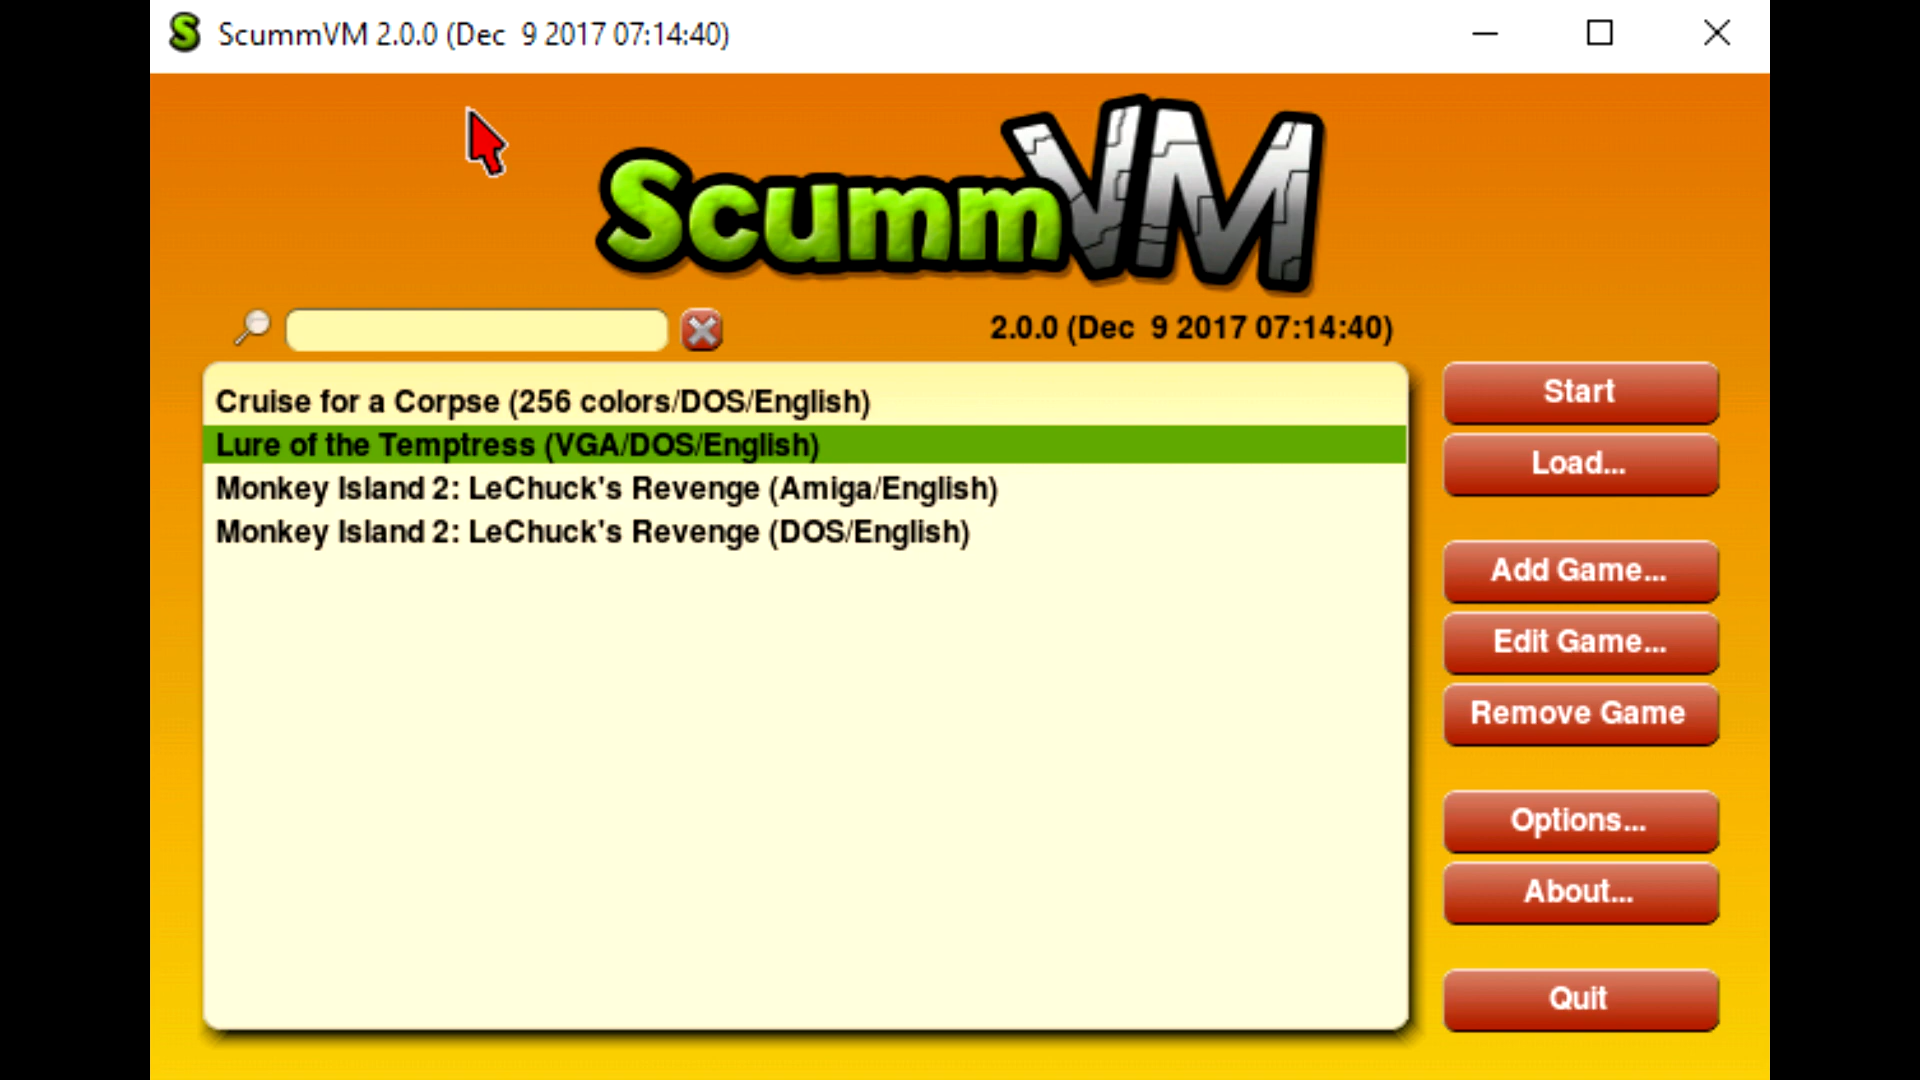 ScummVM 2.0.0 (Dec  9 2017 07:14:40)
ScummVM
2.0.0 (Dec  9 2017 07:14:40)
Cruise for a Corpse (256 colors/DOS/English)
Lure of the Temptress (VGA/DOS/English)
Monkey Island 2: LeChuck's Revenge (Amiga/English)
Monkey Island 2: LeChuck's Revenge (DOS/English)
Start
Load...
Add Game...
Edit Game...
Remove Game
Options...
About...
Quit